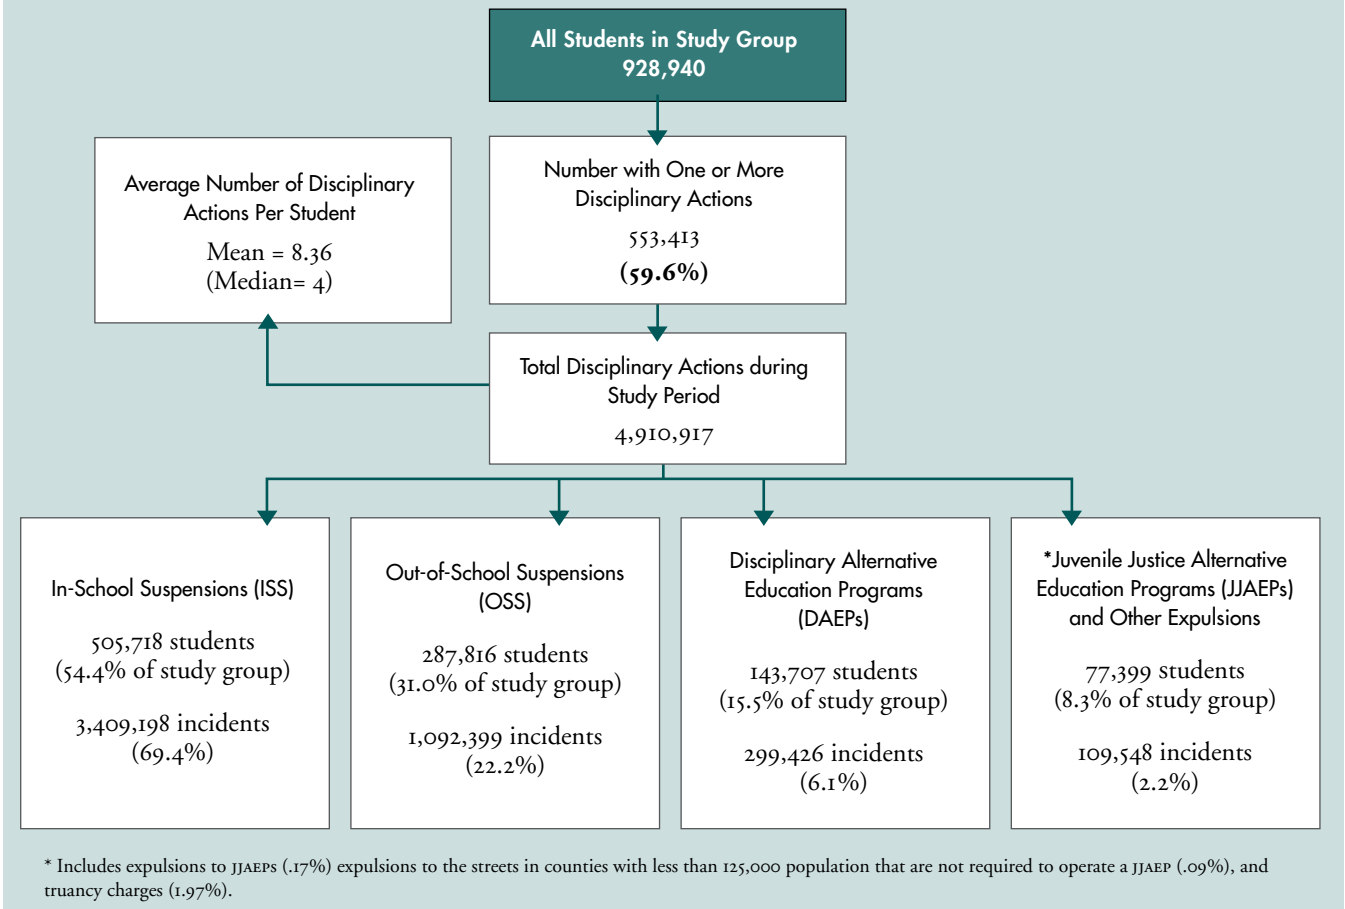 All Students in Study Group
928,940
Average Number of Disciplinary
Actions Per Student
Mean = 8.36
(Median= 4)
Number with One or More
Disciplinary Actions
553,413
(59.6%)
Total Disciplinary Actions during
Study Period
4,910,917
In-School Suspensions (ISS)
505,718 students
(54.4% of study group)
3,409,198 incidents
(69.4%)
Out-of-School Suspensions
(OSS)
287,816 students
(31.0% of study group)
1,092,399 incidents
(22.2%)
Disciplinary Alternative
Education Programs
(DAEPs)
143,707 students
(15.5% of study group)
299,426 incidents
(6.1%)
*Juvenile Justice Alternative
Education Programs (JJAEPs)
and Other Expulsions
77,399 students
(8.3% of study group)
109,548 incidents
(2.2%)
* Includes expulsions to JJAEPs (.17%) expulsions to the streets in counties with less than 125,000 population that are not required to operate a JJAEP (.09%), and
truancy charges (1.97%).